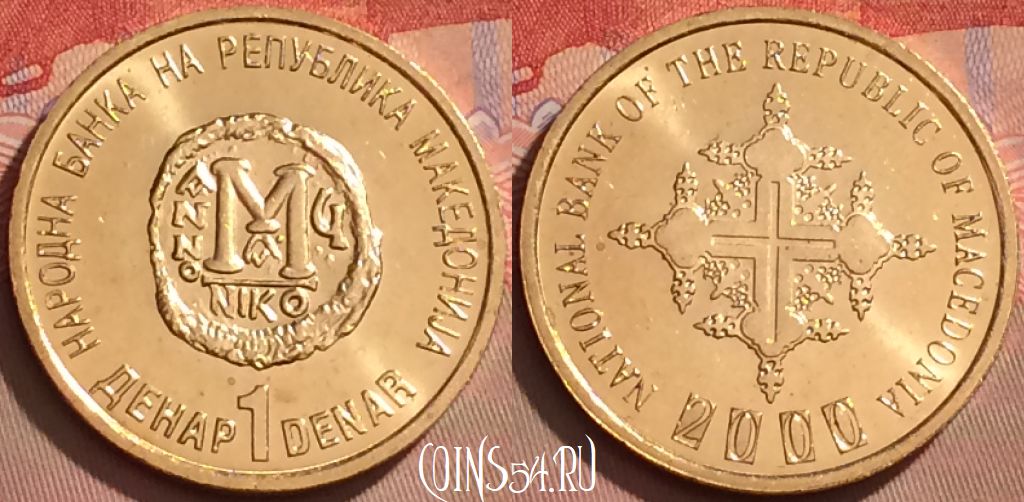 НАРОДНА БАНКА НА РЕПУБЛИКА МАКЕДОНИЈА
ANNO
M
NIKO
ДЕНАР 1 DENAR
NATIONAL BANK OF THE REPUBLIC OF MACEDONIA
2000
COINS54.RU